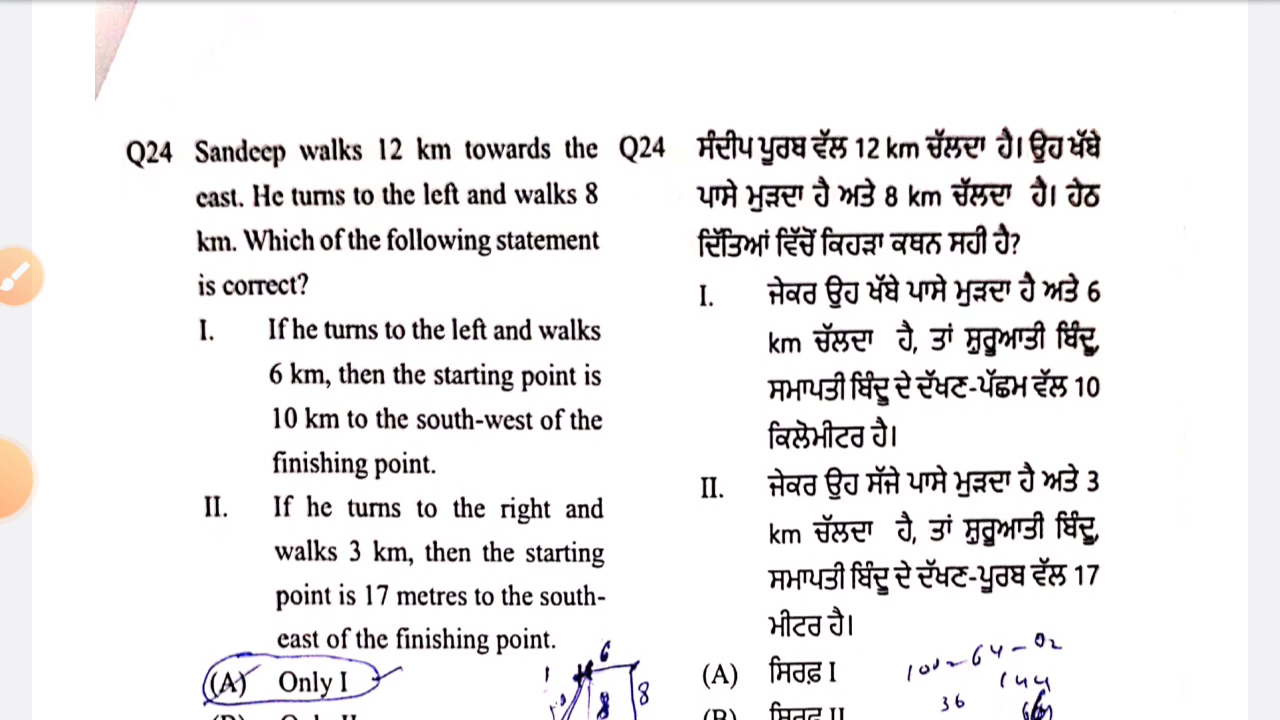 Q24 Sandeep walks 12 km towards the
east. He turns to the left and walks 8
km. Which of the following statement
is correct?
I. If he turns to the left and walks
6 km, then the starting point is
10 km to the south-west of the
finishing point.
II. If he turns to the right and
walks 3 km, then the starting
point is 17 metres to the south-
east of the finishing point.
(A) Only I
6
8
8
Q24 ਸੰਦੀਪ ਪੂਰਬ ਵੱਲ 12 km ਚੱਲਦਾ ਹੈ। ਉਹ ਖੱਬੇ
ਪਾਸੇ ਮੁੜਦਾ ਹੈ ਅਤੇ 8 km ਚੱਲਦਾ ਹੈ। ਹੇਠ
ਦਿੱਤਿਆਂ ਵਿੱਚੋਂ ਕਿਹੜਾ ਕਥਨ ਸਹੀ ਹੈ?
I. ਜੇਕਰ ਉਹ ਖੱਬੇ ਪਾਸੇ ਮੁੜਦਾ ਹੈ ਅਤੇ 6
km ਚੱਲਦਾ ਹੈ, ਤਾਂ ਸ਼ੁਰੂਆਤੀ ਬਿੰਦੂ,
ਸਮਾਪਤੀ ਬਿੰਦੂ ਦੇ ਦੱਖਣ-ਪੱਛਮ ਵੱਲ 10
ਕਿਲੋਮੀਟਰ ਹੈ।
II. ਜੇਕਰ ਉਹ ਸੱਜੇ ਪਾਸੇ ਮੁੜਦਾ ਹੈ ਅਤੇ 3
km ਚੱਲਦਾ ਹੈ, ਤਾਂ ਸ਼ੁਰੂਆਤੀ ਬਿੰਦੂ,
ਸਮਾਪਤੀ ਬਿੰਦੂ ਦੇ ਦੱਖਣ-ਪੂਰਬ ਵੱਲ 17
ਮੀਟਰ ਹੈ।
(A) ਸਿਰਫ਼ I
100-64-02
144
36